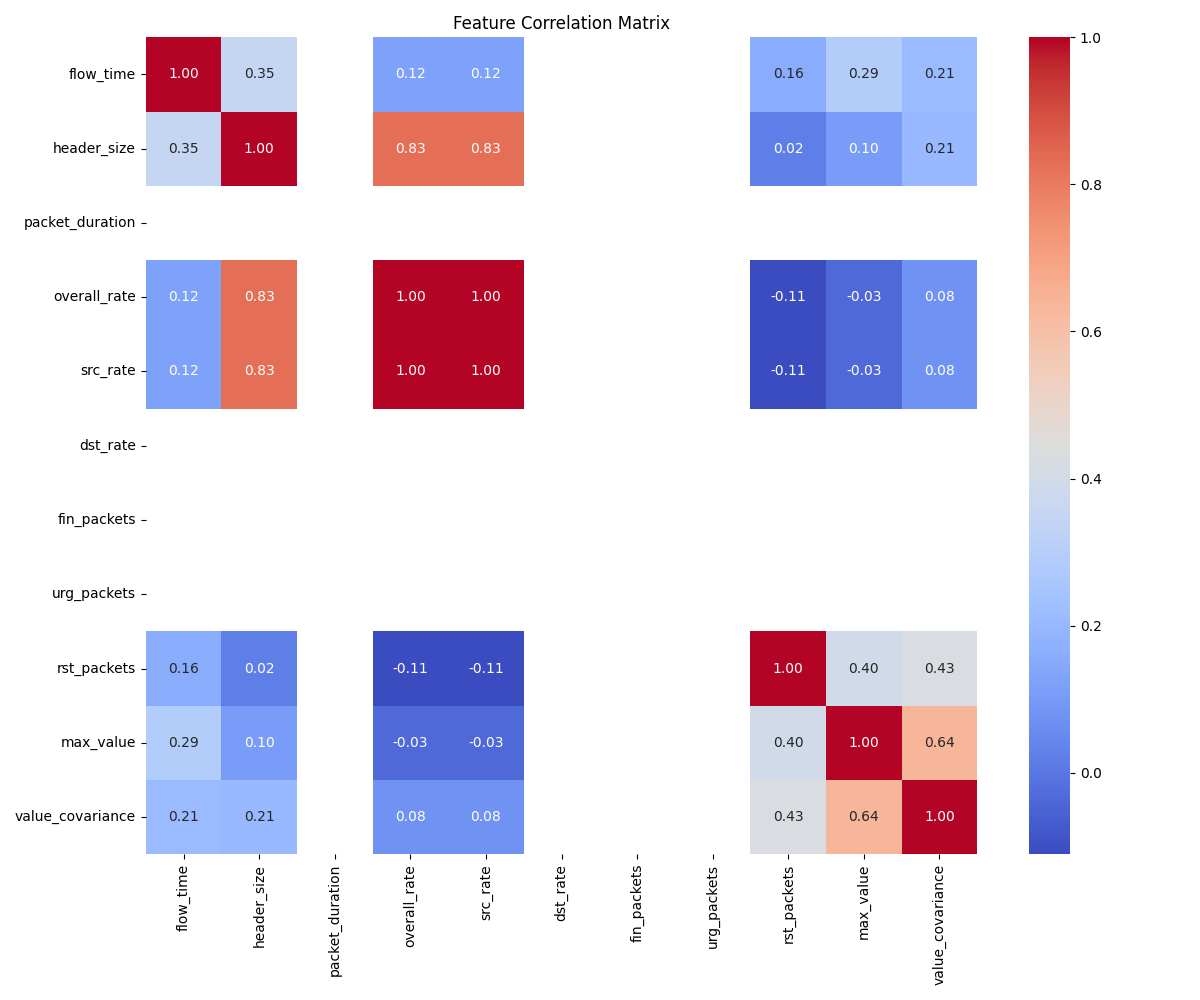 Feature Correlation Matrix
flow_time 1.00 0.35 0.12 0.12 0.16 0.29 0.21
header_size 0.35 1.00 0.83 0.83 0.02 0.10 0.21
packet_duration
overall_rate 0.12 0.83 1.00 1.00 -0.11 -0.03 0.08
src_rate 0.12 0.83 1.00 1.00 -0.11 -0.03 0.08
dst_rate
fin_packets
urg_packets
rst_packets 0.16 0.02 -0.11 -0.11 1.00 0.40 0.43
max_value 0.29 0.10 -0.03 -0.03 0.40 1.00 0.64
value_covariance 0.21 0.21 0.08 0.08 0.43 0.64 1.00
flow_time
header_size
packet_duration
overall_rate
src_rate
dst_rate
fin_packets
urg_packets
rst_packets
max_value
value_covariance
1.0
0.8
0.6
0.4
0.2
0.0